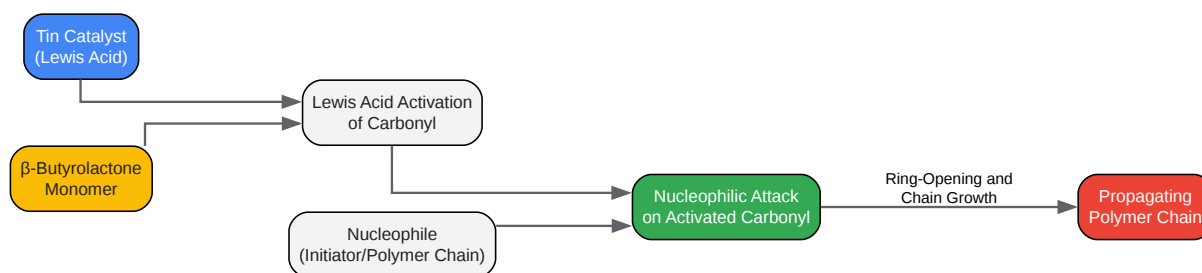 Tin Catalyst
(Lewis Acid)
Lewis Acid Activation
of Carbonyl
β-Butyrolactone
Monomer
Nucleophilic Attack
on Activated Carbonyl
Ring-Opening and
Chain Growth
Propagating
Polymer Chain
Nucleophile
(Initiator/Polymer Chain)